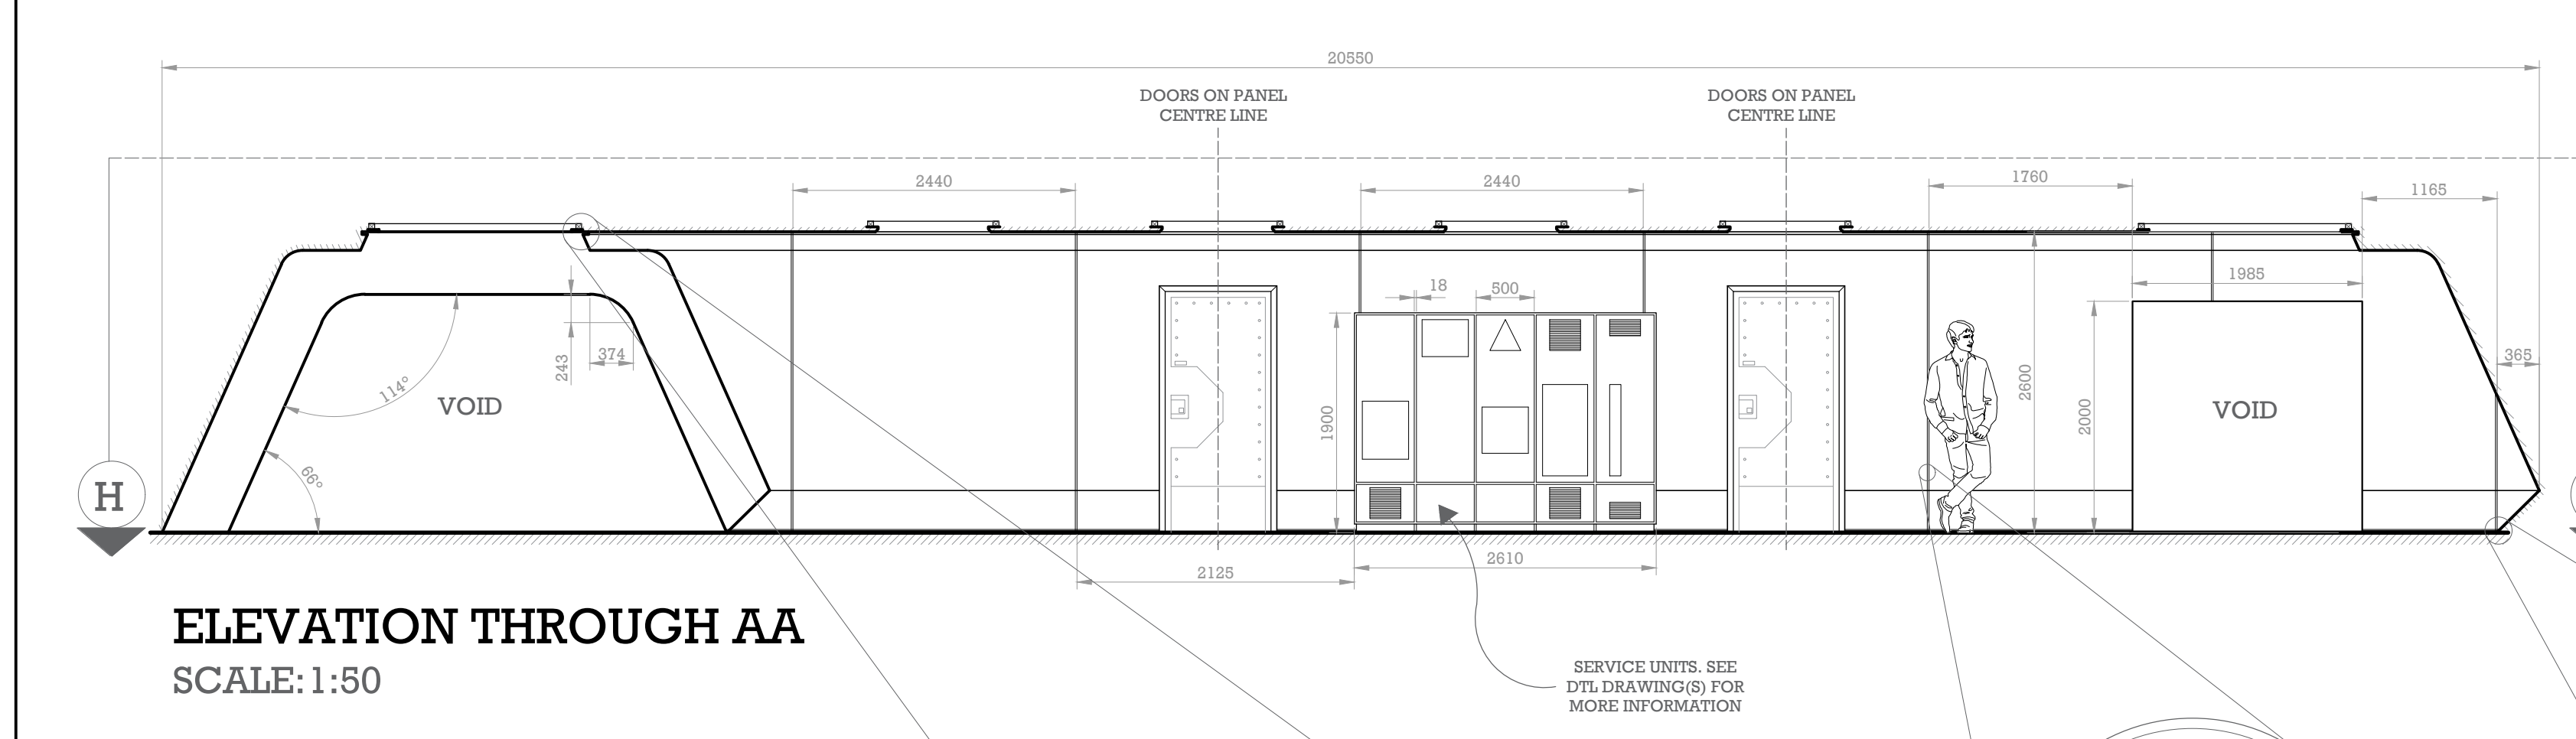 20550
DOORS ON PANEL
CENTRE LINE
DOORS ON PANEL
CENTRE LINE
2440
2440
1760
1165
1985
18
500
243
374
365
114°
VOID
1900
2600
2000
VOID
66°
H
2125
2610
ELEVATION THROUGH AA
SCALE:1:50
SERVICE UNITS. SEE
DTL DRAWING(S) FOR
MORE INFORMATION